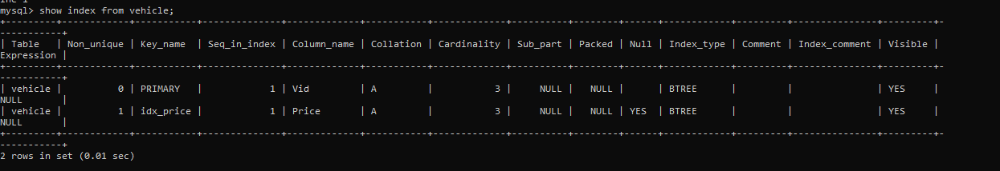 mysql> show index from vehicle;
+---------+------------+-----------+--------------+-------------+-----------+-------------+----------+--------+------+------------+---------+---------------+---------+-
-----------+
| Table   | Non_unique | Key_name  | Seq_in_index | Column_name | Collation | Cardinality | Sub_part | Packed | Null | Index_type | Comment | Index_comment | Visible |
Expression |
+---------+------------+-----------+--------------+-------------+-----------+-------------+----------+--------+------+------------+---------+---------------+---------+-
-----------+
| vehicle |          0 | PRIMARY   |            1 | Vid         | A         |           3 |     NULL |   NULL |      | BTREE      |         |               | YES     |
NULL       |
| vehicle |          1 | idx_price |            1 | Price       | A         |           3 |     NULL |   NULL | YES  | BTREE      |         |               | YES     |
NULL       |
+---------+------------+-----------+--------------+-------------+-----------+-------------+----------+--------+------+------------+---------+---------------+---------+-
-----------+
2 rows in set (0.01 sec)